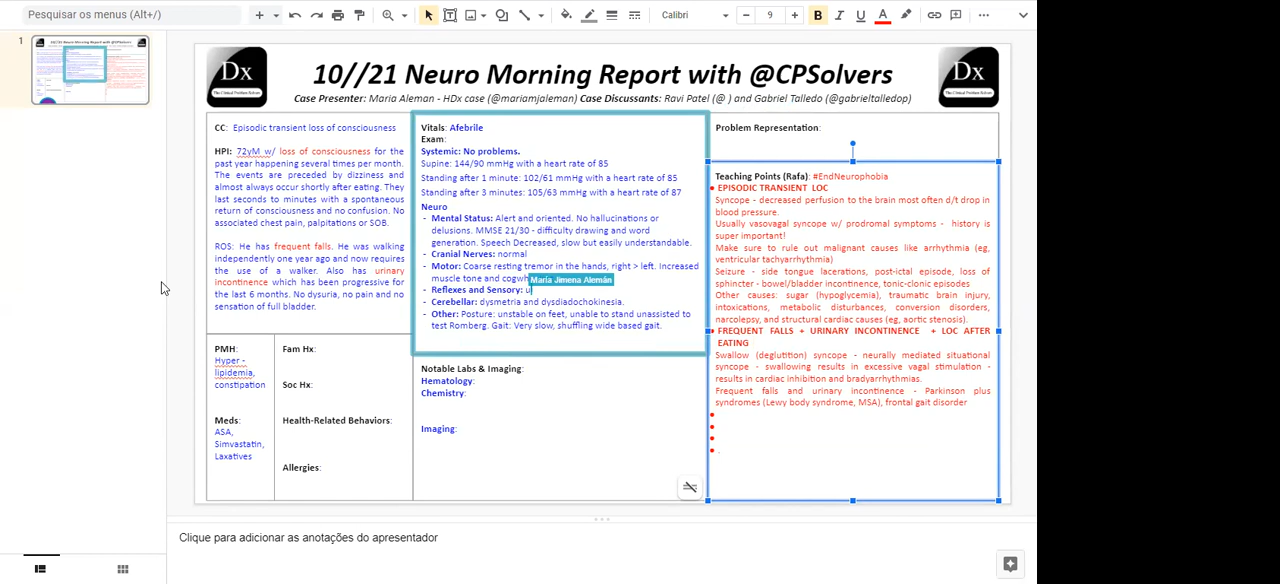 Pesquisar os menus (Alt+/)
Calibri
9
B I U A
1
Dx
The Clinical Problem Solvers
10//21 Neuro Morning Report with @CPSolvers
Case Presenter: Maria Aleman - HDx case (@mariamjaleman) Case Discussants: Ravi Patel (@ ) and Gabriel Talledo (@gabrieltalledop)
Dx
The Clinical Problem Solvers
CC: Episodic transient loss of consciousness
HPI: 72yM w/ loss of consciousness for the
past year happening several times per month.
The events are preceded by dizziness and
almost always occur shortly after eating. They
last seconds to minutes with a spontaneous
return of consciousness and no confusion. No
associated chest pain, palpitations or SOB.
ROS: He has frequent falls. He was walking
independently one year ago and now requires
the use of a walker. Also has urinary
incontinence which has been progressive for
the last 6 months. No dysuria, no pain and no
sensation of full bladder.
PMH:
Hyper -
lipidemia,
constipation
Meds:
ASA,
Simvastatin,
Laxatives
Fam Hx:
Soc Hx:
Health-Related Behaviors:
Allergies:
Vitals: Afebrile
Exam:
Systemic: No problems.
Supine: 144/90 mmHg with a heart rate of 85
Standing after 1 minute: 102/61 mmHg with a heart rate of 85
Standing after 3 minutes: 105/63 mmHg with a heart rate of 87
Neuro
- Mental Status: Alert and oriented. No hallucinations or
delusions. MMSE 21/30 - difficulty drawing and word
generation. Speech Decreased, slow but easily understandable.
- Cranial Nerves: normal
- Motor: Coarse resting tremor in the hands, right > left. Increased
muscle tone and cogwh
María Jimena Alemán
- Reflexes and Sensory: u
- Cerebellar: dysmetria and dysdiadochokinesia.
- Other: Posture: unstable on feet, unable to stand unassisted to
test Romberg. Gait: Very slow, shuffling wide based gait.
Notable Labs & Imaging:
Hematology:
Chemistry:
Imaging:
Problem Representation:
Teaching Points (Rafa): #EndNeurophobia
• EPISODIC TRANSIENT LOC
Syncope - decreased perfusion to the brain most often d/t drop in
blood pressure.
Usually vasovagal syncope w/ prodromal symptoms - history is
super important!
Make sure to rule out malignant causes like arrhythmia (eg,
ventricular tachyarrhythmia)
Seizure - side tongue lacerations, post-ictal episode, loss of
sphincter - bowel/bladder incontinence, tonic-clonic episodes
Other causes: sugar (hypoglycemia), traumatic brain injury,
intoxications, metabolic disturbances, conversion disorders,
narcolepsy, and structural cardiac causes (eg, aortic stenosis).
• FREQUENT FALLS + URINARY INCONTINENCE + LOC AFTER
EATING
Swallow (deglutition) syncope - neurally mediated situational
syncope - swallowing results in excessive vagal stimulation -
results in cardiac inhibition and bradyarrhythmias.
Frequent falls and urinary incontinence - Parkinson plus
syndromes (Lewy body syndrome, MSA), frontal gait disorder
•
•
•
• .
Clique para adicionar as anotações do apresentador